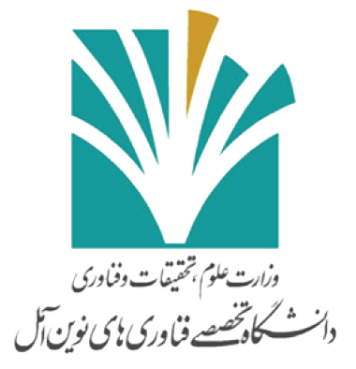 وزارت علوم، تحقیقات و فناوری
دانشگاه تخصصی فناوری های نوین آمل